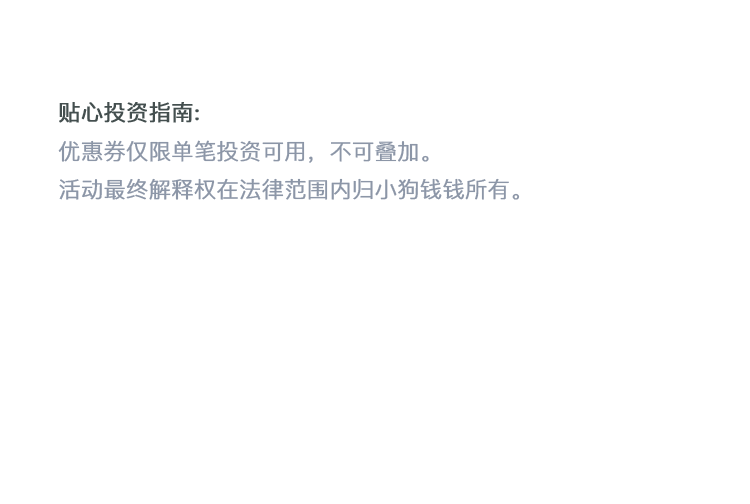 贴心投资指南:
优惠券仅限单笔投资可用，不可叠加。
活动最终解释权在法律范围内归小狗钱钱所有。